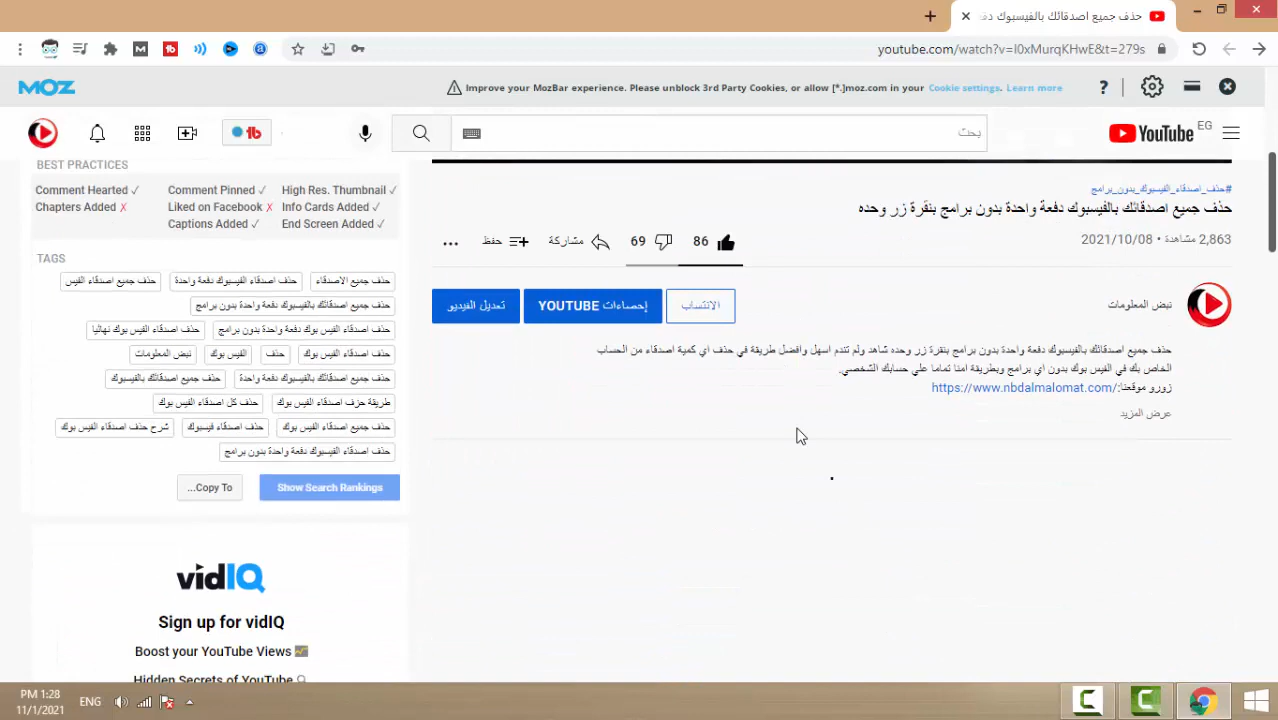 حذف جميع اصدقائك بالفيسبوك دف
youtube.com/watch?v=I0xMurqKHwE&t=279s
MOZ
Improve your MozBar experience. Please unblock 3rd Party Cookies, or allow [*.]moz.com in your Cookie settings. Learn more
?
بحث
YouTube EG
BEST PRACTICES
Comment Hearted ✓
Comment Pinned ✓
High Res. Thumbnail ✓
Chapters Added ✗
Liked on Facebook ✗
Info Cards Added ✓
Captions Added ✓
End Screen Added ✓
TAGS
حذف جميع الاصدقاء
حذف اصدقاء الفيسبوك دفعة واحدة
حذف جميع اصدقاء الفيس
حذف جميع اصدقائك بالفيسبوك دفعة واحدة بدون برامج
حذف اصدقاء الفيس بوك دفعة واحدة بدون برامج
حذف اصدقاء الفيس بوك نهائيا
حذف اصدقاء الفيس بوك
حذف
الفيس بوك
نبض المعلومات
حذف جميع اصدقائك بالفيسبوك دفعة واحدة
حذف جميع اصدقائك بالفيسبوك
طريقة حزف اصدقاء الفيس بوك
حذف كل اصدقاء الفيس بوك
حذف جميع اصدقاء الفيس بوك
حذف اصدقاء فيسبوك
شرح حذف اصدقاء الفيس بوك
حذف اصدقاء الفيسبوك دفعة واحدة بدون برامج
Copy To...
Show Search Rankings
vidIQ
Sign up for vidIQ
Boost your YouTube Views
Hidden Secrets of YouTube
#حذف_اصدقاء_الفيسبوك_بدون_برامج
حذف جميع اصدقائك بالفيسبوك دفعة واحدة بدون برامج بنقرة زر وحده
2,863 مشاهدة • 2021/10/08
86
69
مشاركة
حفظ
...
نبض المعلومات
الانتساب
إحصاءات YOUTUBE
تعديل الفيديو
حذف جميع اصدقائك بالفيسبوك دفعة واحدة بدون برامج بنقرة زر وحده شاهد ولم تندم اسهل وافضل طريقة في حذف اي كمية اصدقاء من الحساب
الخاص بك في الفيس بوك بدون اي برامج وبطريقة امنا تماما علي حسابك الشخصي.
زورو موقعنا:https://www.nbdalmalomat.com/
عرض المزيد
PM 1:28
11/1/2021
ENG